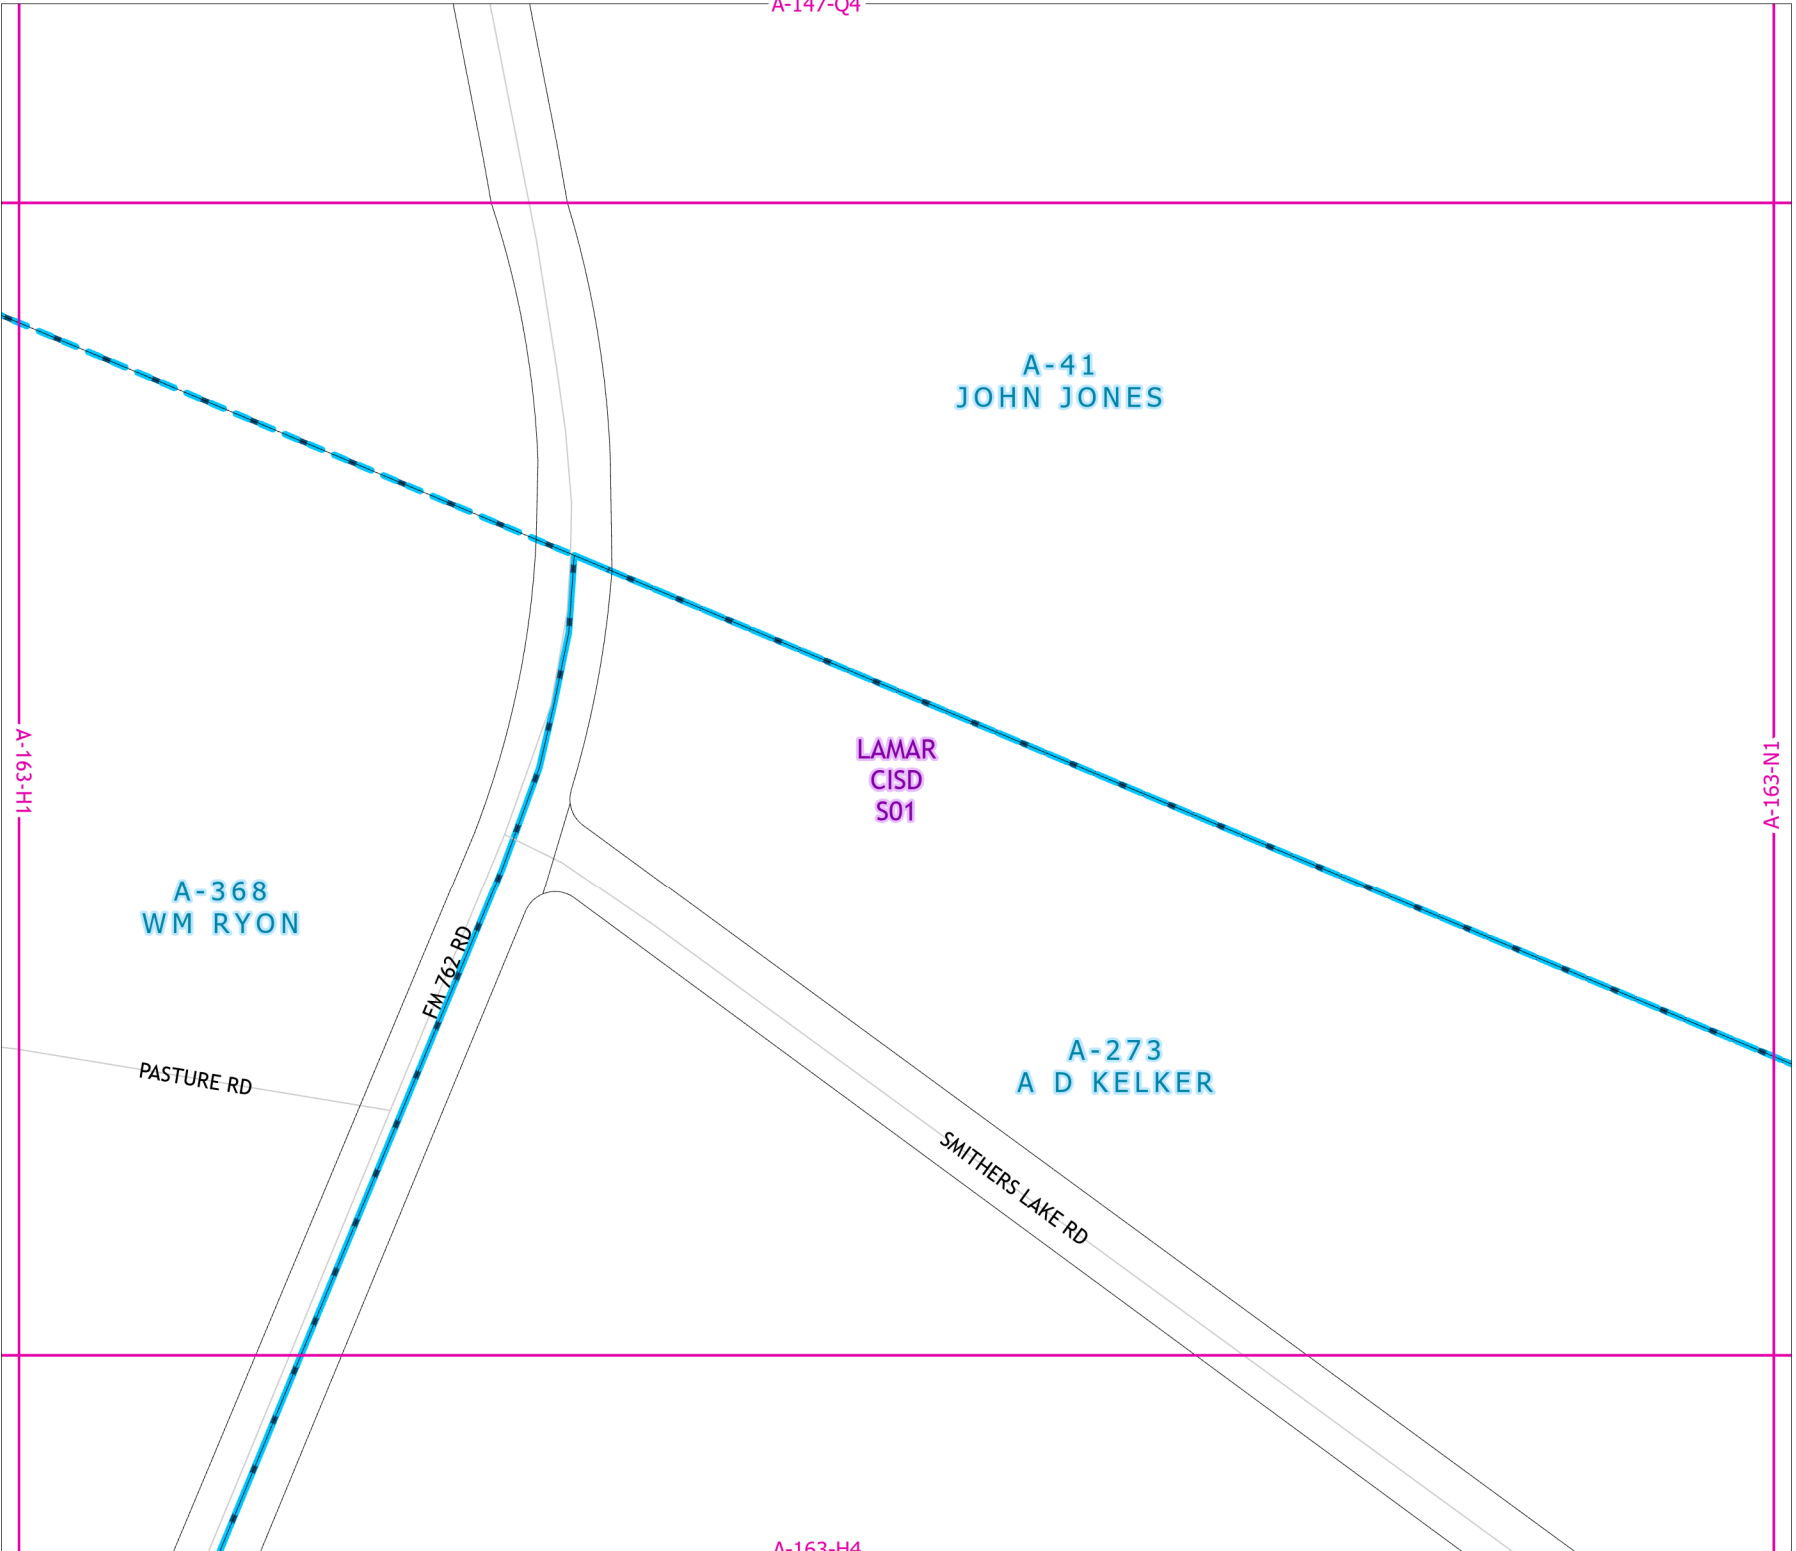 A-147-Q4
A-41
JOHN JONES
A-163-H1
LAMAR
CISD
S01
A-163-N1
A-368
WM RYON
FM 762 RD
PASTURE RD
A-273
A D KELKER
SMITHERS LAKE RD
A-163-H4